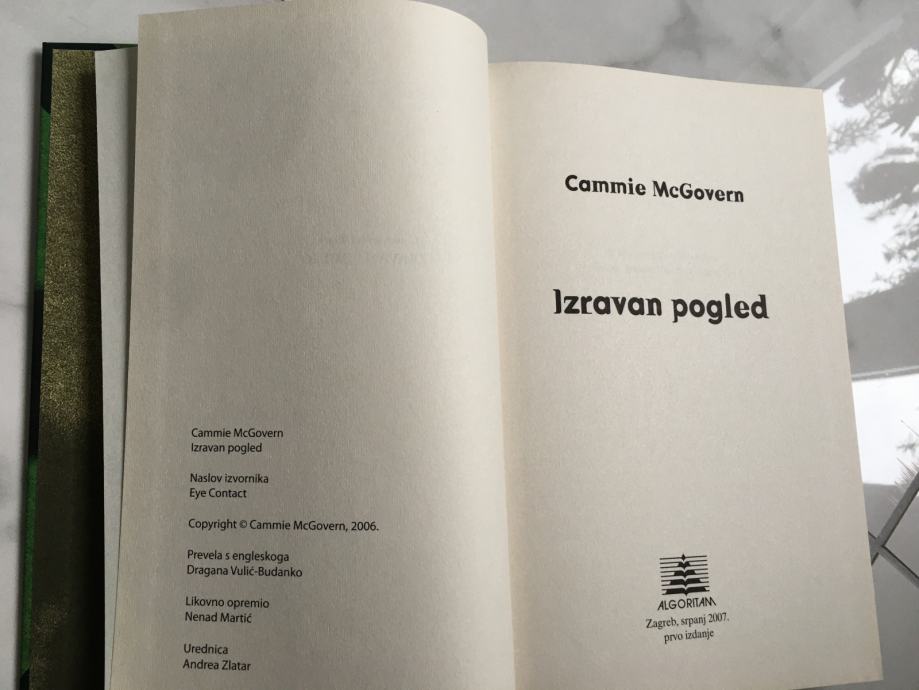 Cammie McGovern
Izravan pogled
Naslov izvornika
Eye Contact
Copyright © Cammie McGovern, 2006.
Prevela s engleskoga
Dragana Vulić-Budanko
Likovno opremio
Nenad Martić
Urednica
Andrea Zlatar
Cammie McGovern
Izravan pogled
ALGORITAM
Zagreb, srpanj 2007.
prvo izdanje